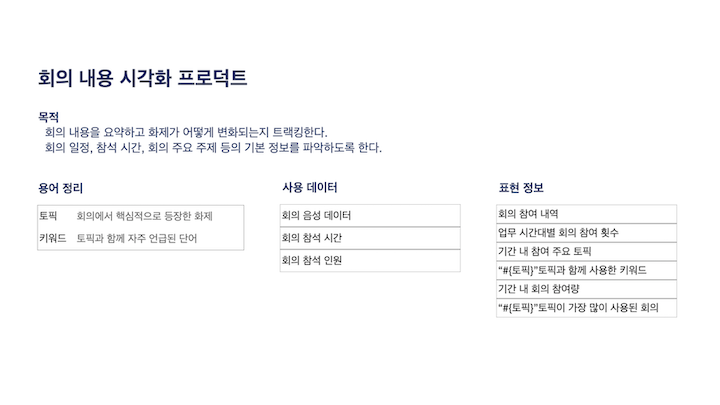 회의 내용 시각화 프로덕트
목적
회의 내용을 요약하고 화제가 어떻게 변화되는지 트랙킹한다.
회의 일정, 참석 시간, 회의 주요 주제 등의 기본 정보를 파악하도록 한다.
용어 정리
토픽 회의에서 핵심적으로 등장한 화제
키워드 토픽과 함께 자주 언급된 단어
사용 데이터
회의 음성 데이터
회의 참석 시간
회의 참석 인원
표현 정보
회의 참여 내역
업무 시간대별 회의 참여 횟수
기간 내 참여 주요 토픽
“#{토픽}”토픽과 함께 사용한 키워드
기간 내 회의 참여량
“#{토픽}”토픽이 가장 많이 사용된 회의